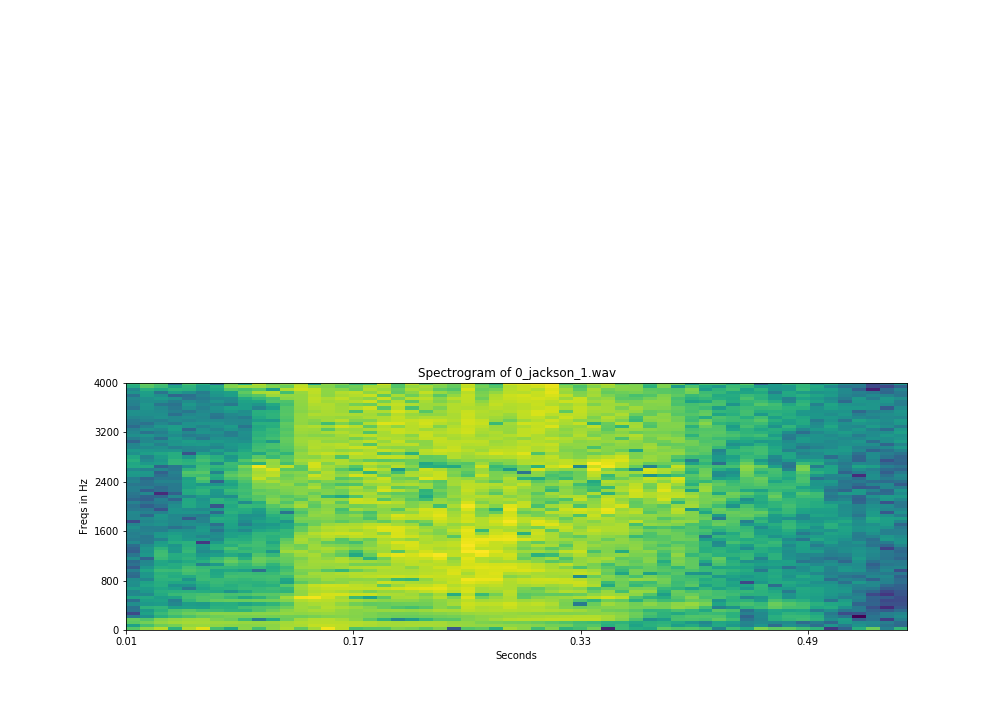 Spectrogram of 0_jackson_1.wav
4000
3200
2400
1600
800
0
Freqs in Hz
0.01 0.17 0.33 0.49
Seconds